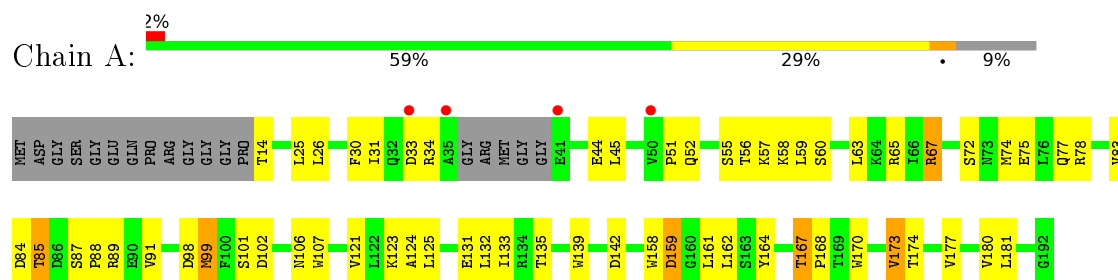 2%
Chain A:
59% 29% • 9%
MET ASP GLY SER GLY GLU GLN PRO ARG GLY GLY PRO T14 L25 L26 F30 I31 Q32 D33 R34 A35 GLY ARG MET GLY GLY E41 E44 L45 V50 P51 Q52 S55 T56 K57 K58 L59 S60 L63 K64 R65 I66 R67 S72 N73 M74 E75 L76 Q77 R78 V83
D84 T85 D86 S87 P88 R89 E90 V91 D98 M99 F100 S101 D102 N106 W107 V121 L122 K123 A124 L125 E131 L132 I133 R134 T135 W139 D142 W158 D159 G160 L161 L162 S163 Y164 T167 P168 T169 W170 V173 T174 V177 V180 L181 G192